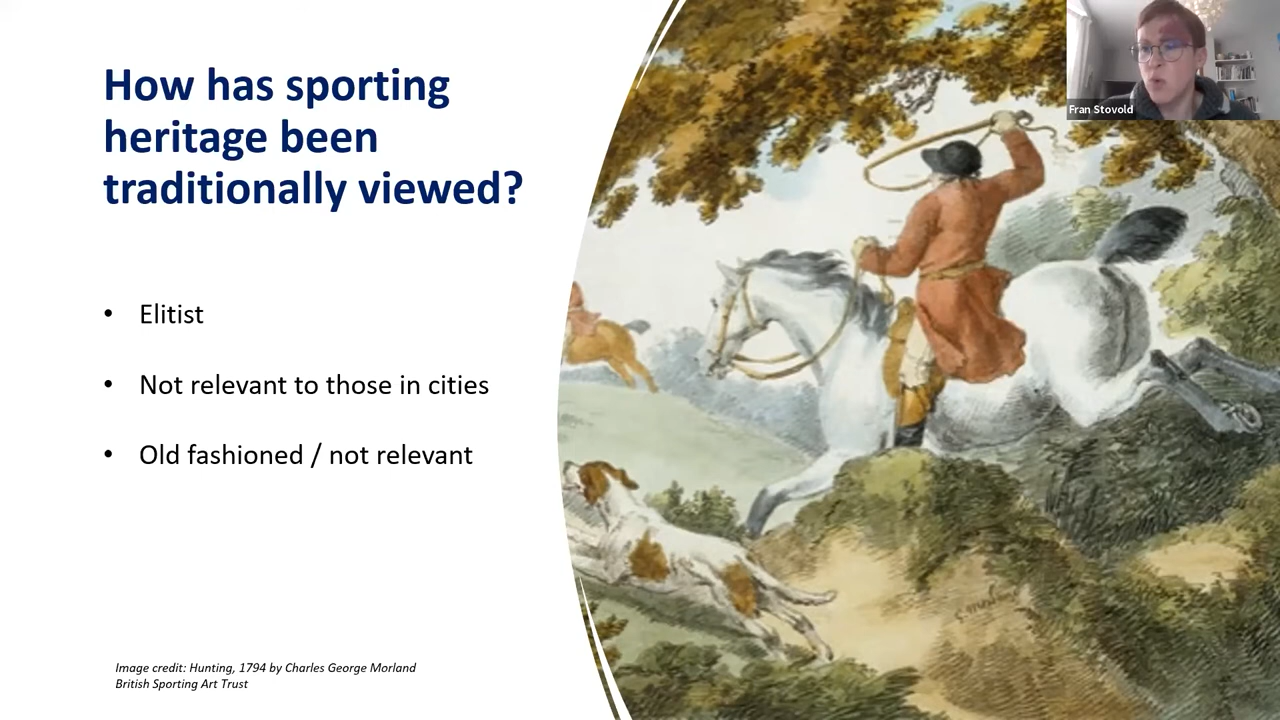 How has sporting
heritage been
traditionally viewed?
• Elitist
• Not relevant to those in cities
• Old fashioned / not relevant
Image credit: Hunting, 1794 by Charles George Morland
British Sporting Art Trust
Fran Stovold